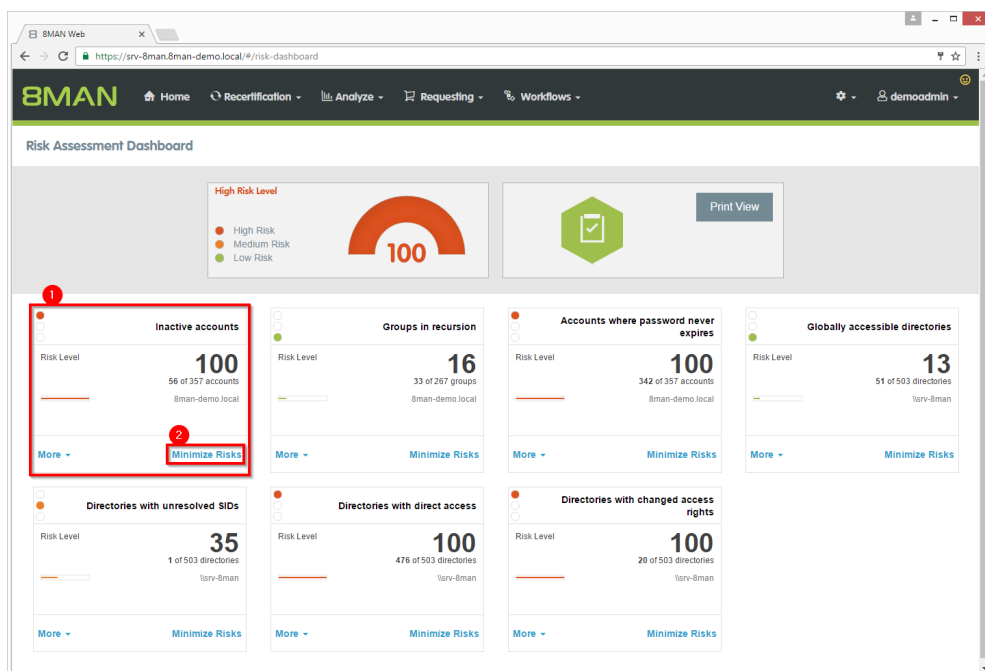 8MAN Web
https://srv-8man.8man-demo.local/#/risk-dashboard
8MAN
Home
Recertification
Analyze
Requesting
Workflows
demoadmin
Risk Assessment Dashboard
High Risk Level
High Risk
Medium Risk
Low Risk
100
Print View
1
Inactive accounts
Risk Level
100
56 of 357 accounts
8man-demo.local
2
More
Minimize Risks
Groups in recursion
Risk Level
16
33 of 267 groups
8man-demo.local
More
Minimize Risks
Accounts where password never
expires
Risk Level
100
342 of 357 accounts
8man-demo.local
More
Minimize Risks
Globally accessible directories
Risk Level
13
51 of 503 directories
\\srv-8man
More
Minimize Risks
Directories with unresolved SIDs
Risk Level
35
1 of 503 directories
\\srv-8man
More
Minimize Risks
Directories with direct access
Risk Level
100
476 of 503 directories
\\srv-8man
More
Minimize Risks
Directories with changed access
rights
Risk Level
100
20 of 503 directories
\\srv-8man
More
Minimize Risks